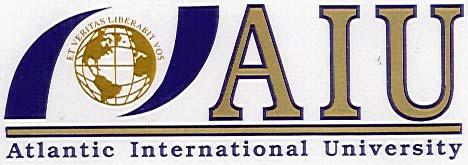 ET VERITAS LIBERABIT VOS
AIU
Atlantic International University